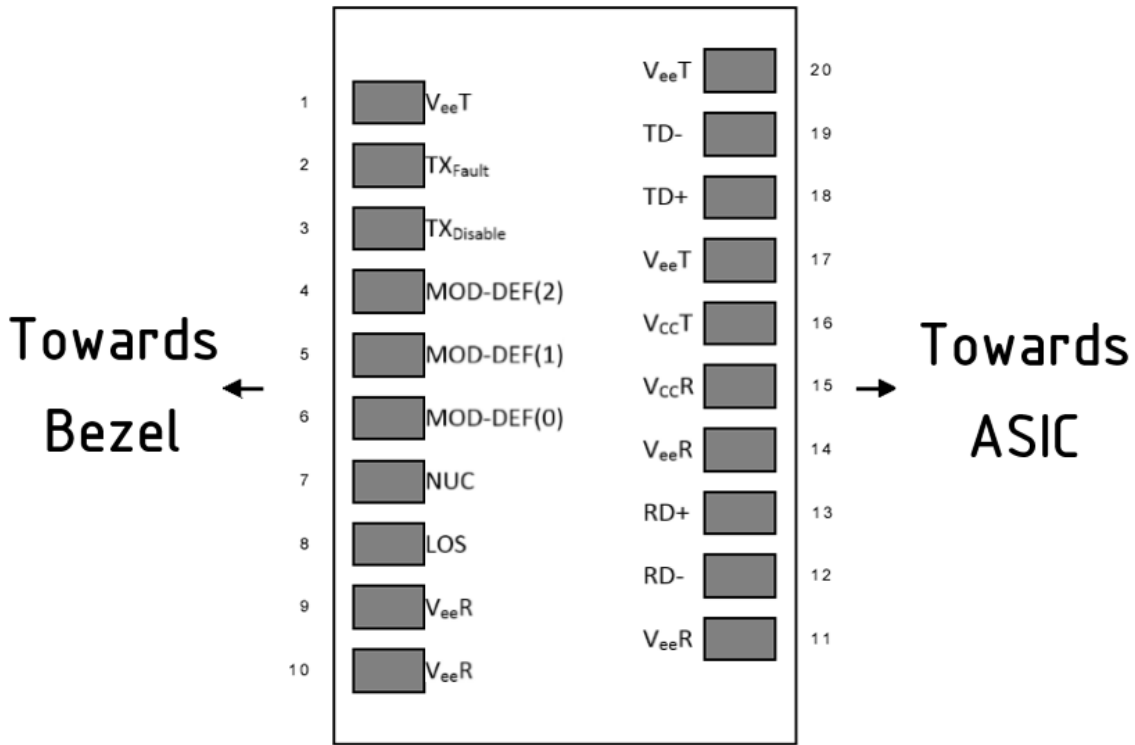 Towards
Bezel
1 VeeT
2 TXFault
3 TXDisable
4 MOD-DEF(2)
5 MOD-DEF(1)
6 MOD-DEF(0)
7 NUC
8 LOS
9 VeeR
10 VeeR
VeeT 20
TD- 19
TD+ 18
VeeT 17
VCCT 16
VCCR 15
VeeR 14
RD+ 13
RD- 12
VeeR 11
Towards
ASIC